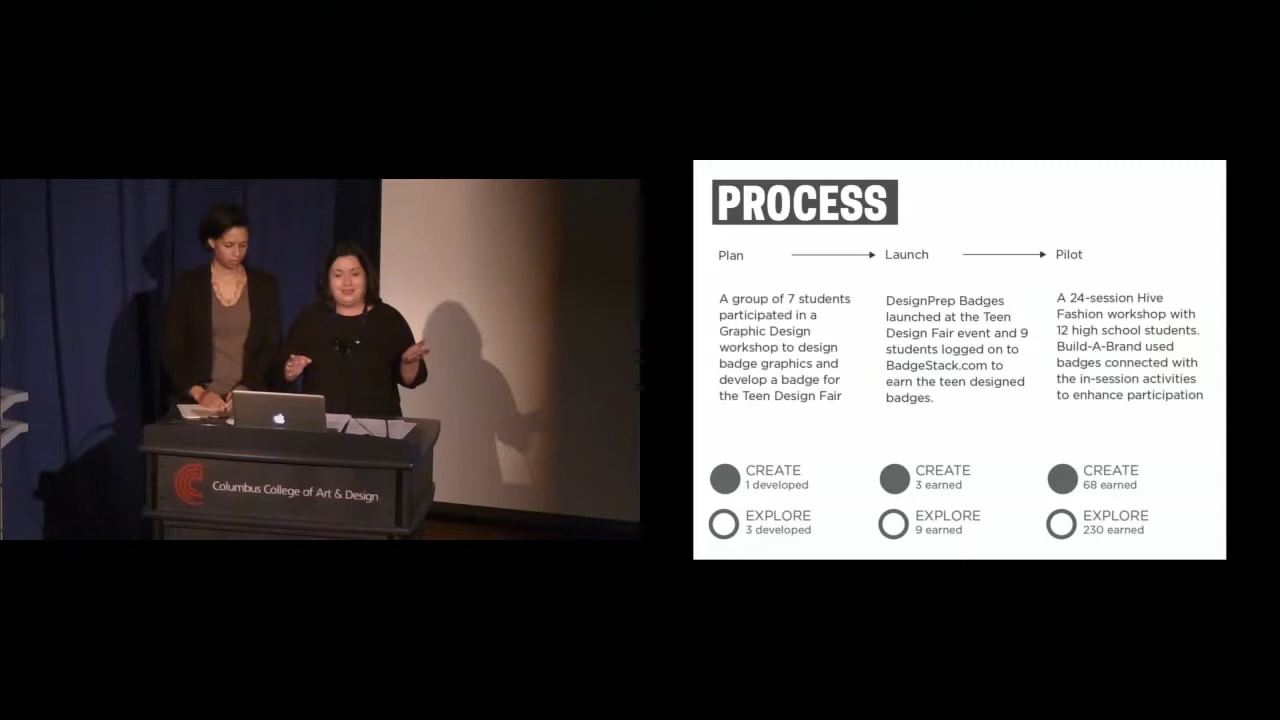 PROCESS
Plan
Launch
Pilot
A group of 7 students
participated in a
Graphic Design
workshop to design
badge graphics and
develop a badge for
the Teen Design Fair
DesignPrep Badges
launched at the Teen
Design Fair event and 9
students logged on to
BadgeStack.com to
earn the teen designed
badges.
A 24-session Hive
Fashion workshop with
12 high school students.
Build-A-Brand used
badges connected with
the in-session activities
to enhance participation
CREATE
1 developed
EXPLORE
3 developed
CREATE
3 earned
EXPLORE
9 earned
CREATE
68 earned
EXPLORE
230 earned
Columbus College of Art & Design